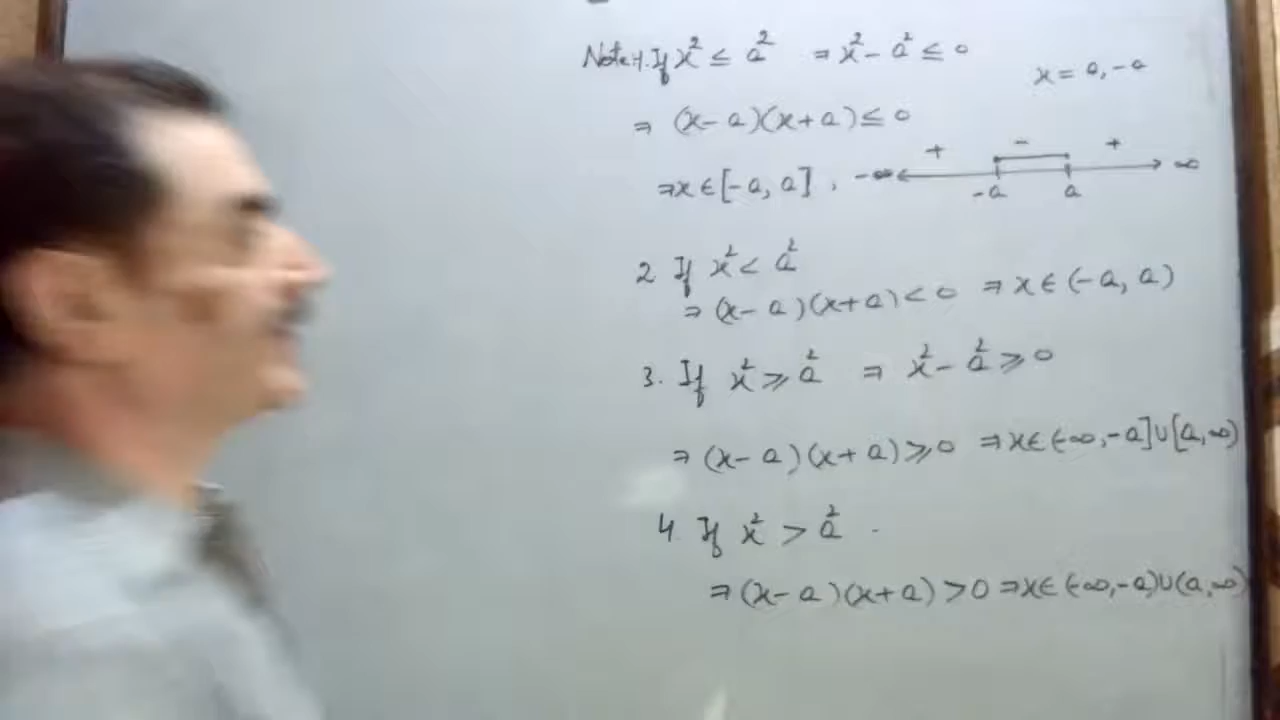 Note:1. If x² ≤ a² ⇒ x² - a² ≤ 0
x = a, -a
⇒ (x - a)(x + a) ≤ 0
⇒ x ∈ [-a, a] , -∞ + -a - a + ∞
2 If x² < a²
⇒ (x - a)(x + a) < 0 ⇒ x ∈ (-a, a)
3. If x² ⩾ a² ⇒ x² - a² ⩾ 0
⇒ (x - a)(x + a) ⩾ 0 ⇒ x ∈ (-∞, -a] ∪ [a, ∞)
4 If x² > a² .
⇒ (x - a)(x + a) > 0 ⇒ x ∈ (-∞, -a) ∪ (a, ∞)